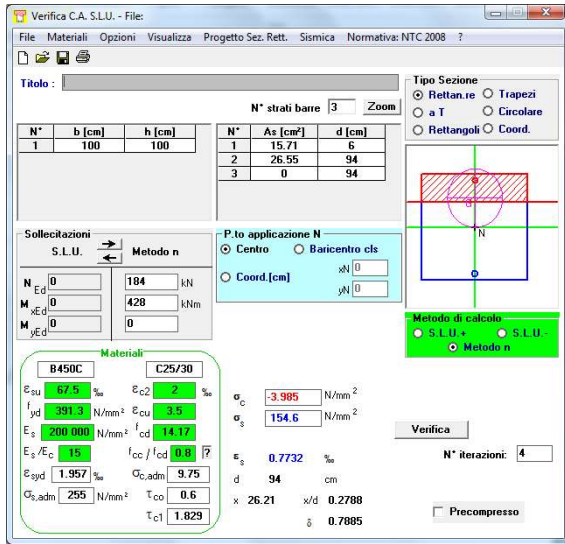 Verifica C.A. S.L.U. - File:
File Materiali Opzioni Visualizza Progetto Sez. Rett. Sismica Normativa: NTC 2008 ?
Titolo :
N° strati barre 3 Zoom
Tipo Sezione
Rettan.re Trapezi
a T Circolare
Rettangoli Coord.
N° b [cm] h [cm]
1 100 100
N° As [cm²] d [cm]
1 15.71 6
2 26.55 94
3 0 94
N
Sollecitazioni
S.L.U. Metodo n
N Ed 0 184 kN
M xEd 0 428 kNm
M yEd 0 0
P.to applicazione N
Centro Baricentro cls
Coord.[cm] xN 0
yN 0
Metodo di calcolo
S.L.U.+ S.L.U.-
Metodo n
Materiali
B450C C25/30
εsu 67.5 ‰ εc2 2 ‰
fyd 391.3 N/mm² εcu 3.5
Es 200 000 N/mm² fcd 14.17
Es/Ec 15 fcc / fcd 0.8 ?
εsyd 1.957 ‰ σc,adm 9.75
σs,adm 255 N/mm² τco 0.6
τc1 1.829
σc -3.985 N/mm²
σs 154.6 N/mm²
εs 0.7732 ‰
d 94 cm
x 26.21 x/d 0.2788
δ 0.7885
Verifica
N° iterazioni: 4
Precompresso